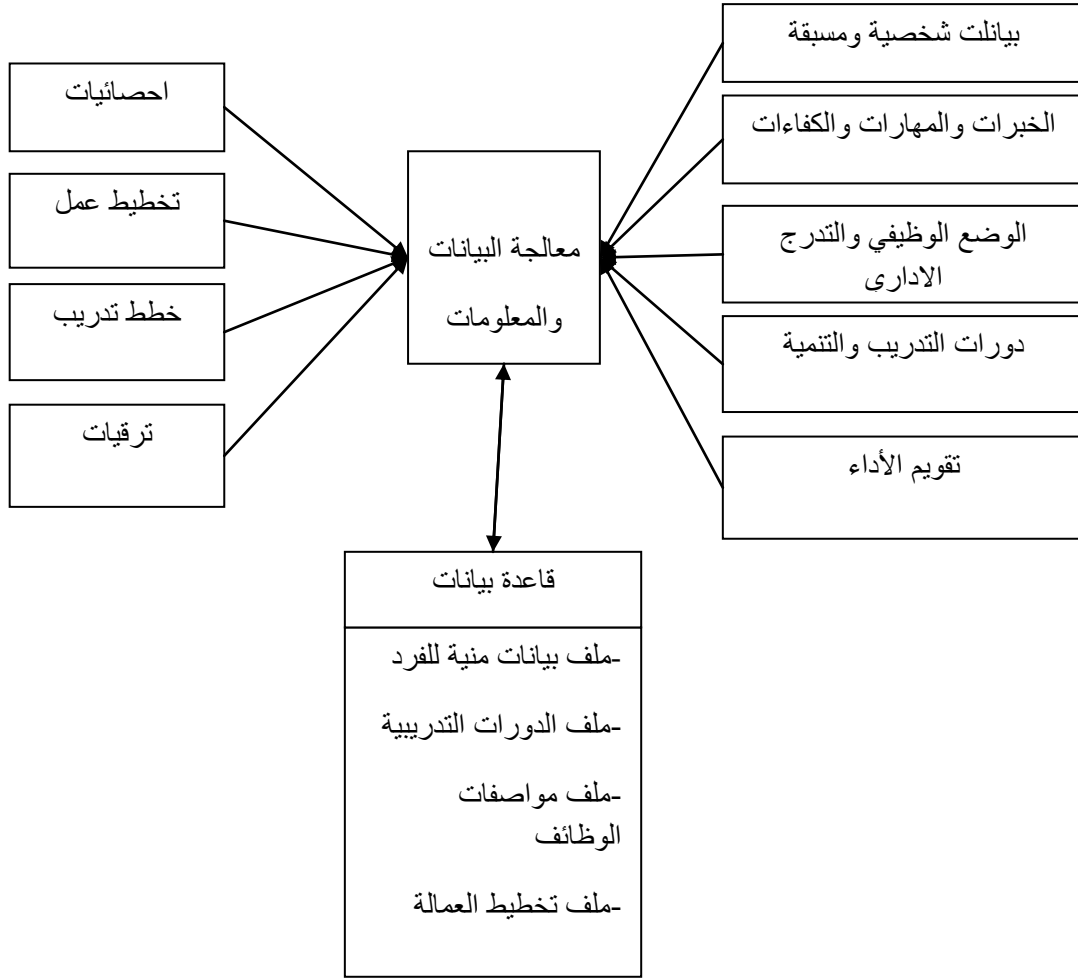 بيانلت شخصية ومسبقة
الخبرات والمهارات والكفاءات
الوضع الوظيفي والتدرج
الاداري
دورات التدريب والتنمية
تقويم الأداء
معالجة البيانات
والمعلومات
احصائيات
تخطيط عمل
خطط تدريب
ترقيات
قاعدة بيانات
-ملف بيانات منية للفرد
-ملف الدورات التدريبية
-ملف مواصفات
الوظائف
-ملف تخطيط العمالة